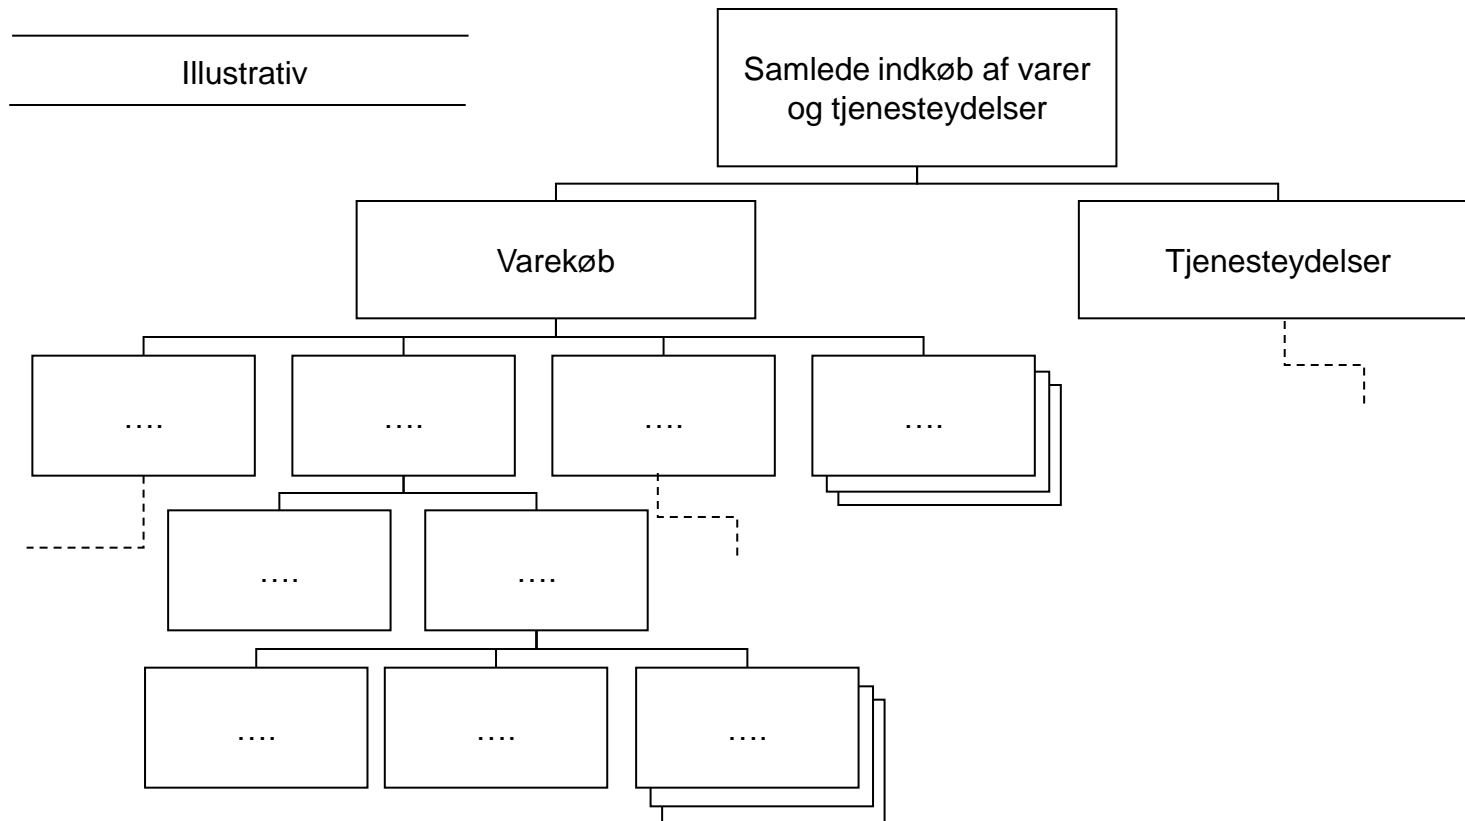 Illustrativ
Samlede indkøb af varer
og tjenesteydelser
Varekøb
Tjenesteydelser
….
….
….
….
….
….
….
….
….